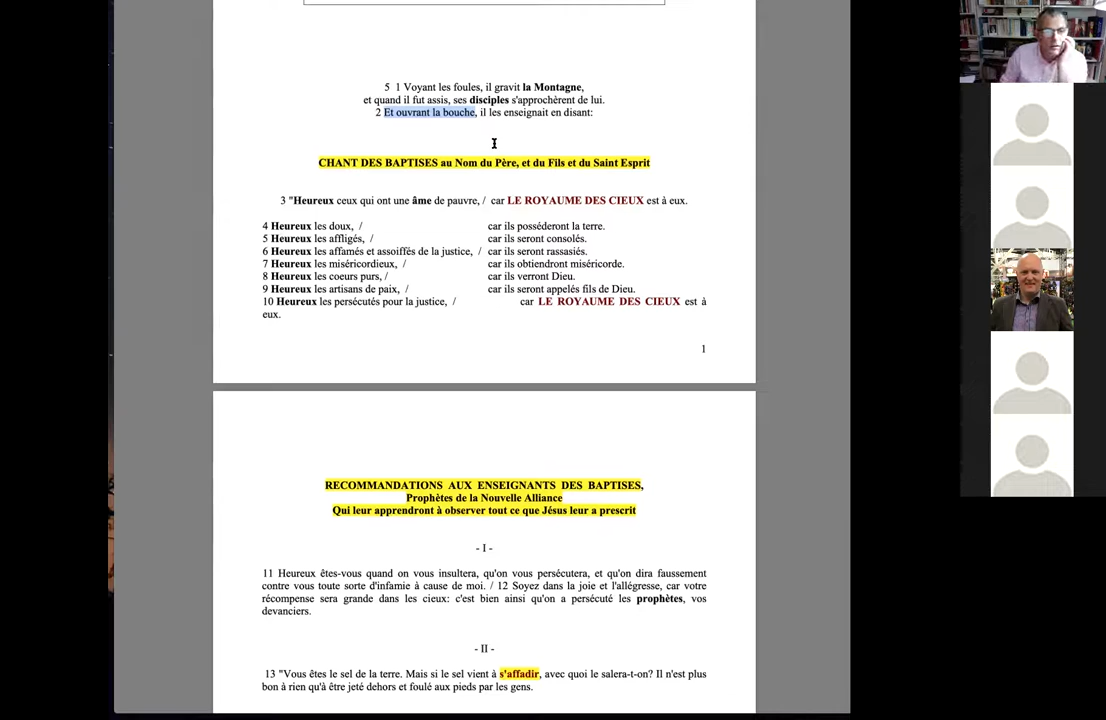 5 1 Voyant les foules, il gravit la Montagne,
et quand il fut assis, ses disciples s'approchèrent de lui.
2 Et ouvrant la bouche, il les enseignait en disant:
CHANT DES BAPTISES au Nom du Père, et du Fils et du Saint Esprit
3 "Heureux ceux qui ont une âme de pauvre, / car LE ROYAUME DES CIEUX est à eux.
4 Heureux les doux, / car ils posséderont la terre.
5 Heureux les affligés, / car ils seront consolés.
6 Heureux les affamés et assoiffés de la justice, / car ils seront rassasiés.
7 Heureux les miséricordieux, / car ils obtiendront miséricorde.
8 Heureux les coeurs purs, / car ils verront Dieu.
9 Heureux les artisans de paix, / car ils seront appelés fils de Dieu.
10 Heureux les persécutés pour la justice, / car LE ROYAUME DES CIEUX est à
eux.
1
RECOMMANDATIONS AUX ENSEIGNANTS DES BAPTISES,
Prophètes de la Nouvelle Alliance
Qui leur apprendront à observer tout ce que Jésus leur a prescrit
- I -
11 Heureux êtes-vous quand on vous insultera, qu'on vous persécutera, et qu'on dira faussement
contre vous toute sorte d'infamie à cause de moi. / 12 Soyez dans la joie et l'allégresse, car votre
récompense sera grande dans les cieux: c'est bien ainsi qu'on a persécuté les prophètes, vos
devanciers.
- II -
13 "Vous êtes le sel de la terre. Mais si le sel vient à s'affadir, avec quoi le salera-t-on? Il n'est plus
bon à rien qu'à être jeté dehors et foulé aux pieds par les gens.